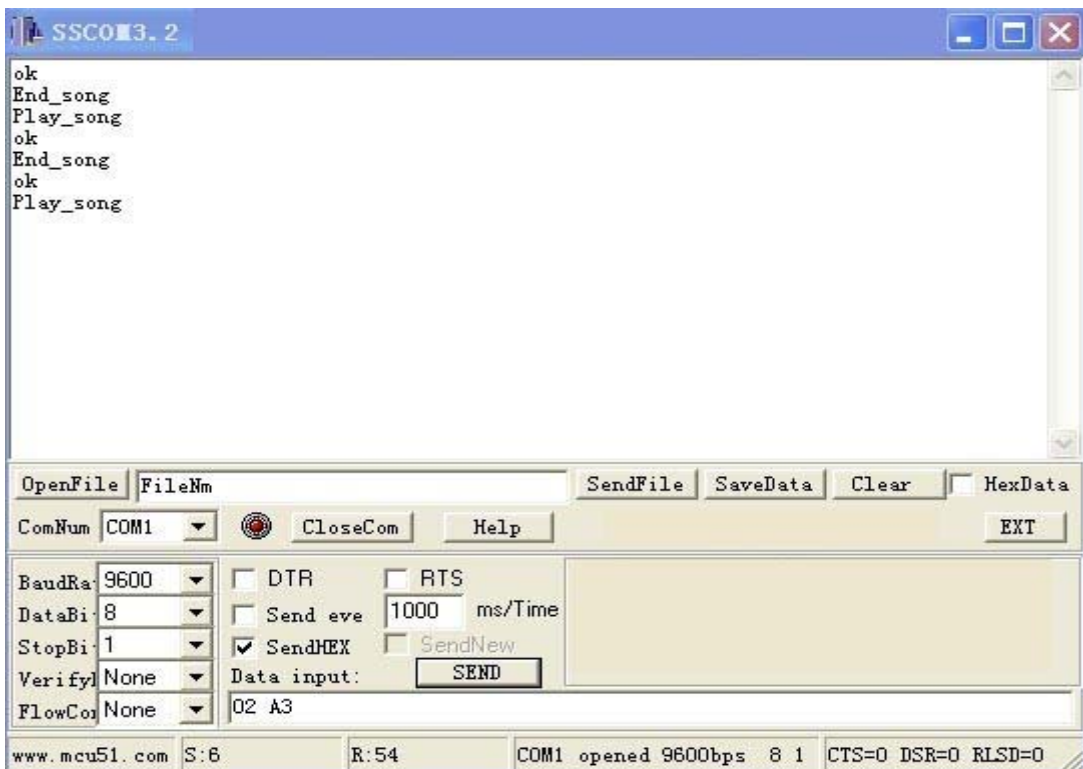 SSCOM3.2
ok
End_song
Play_song
ok
End_song
ok
Play_song
OpenFile FileNm SendFile SaveData Clear HexData
ComNum COM1 CloseCom Help EXT
BaudRa 9600 DTR RTS
DataBi 8 Send eve 1000 ms/Time
StopBi 1 SendHEX SendNew
Verify None Data input: SEND
FlowCo None 02 A3
www.mcu51.com S:6 R:54 COM1 opened 9600bps 8 1 CTS=0 DSR=0 RLSD=0